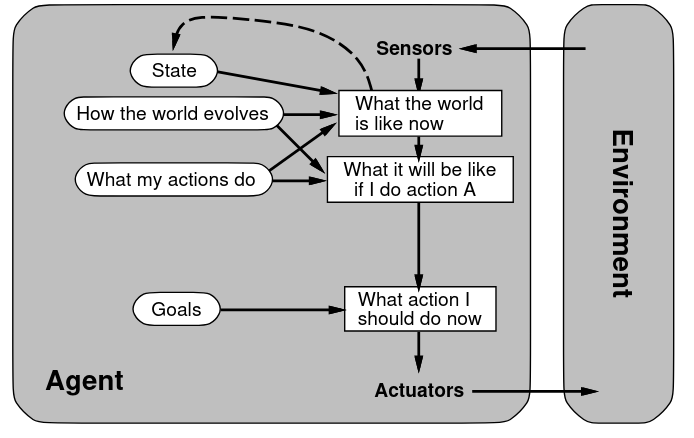 Sensors
State
How the world evolves
What the world
is like now
What my actions do
What it will be like
if I do action A
Goals
What action I
should do now
Agent
Actuators
Environment